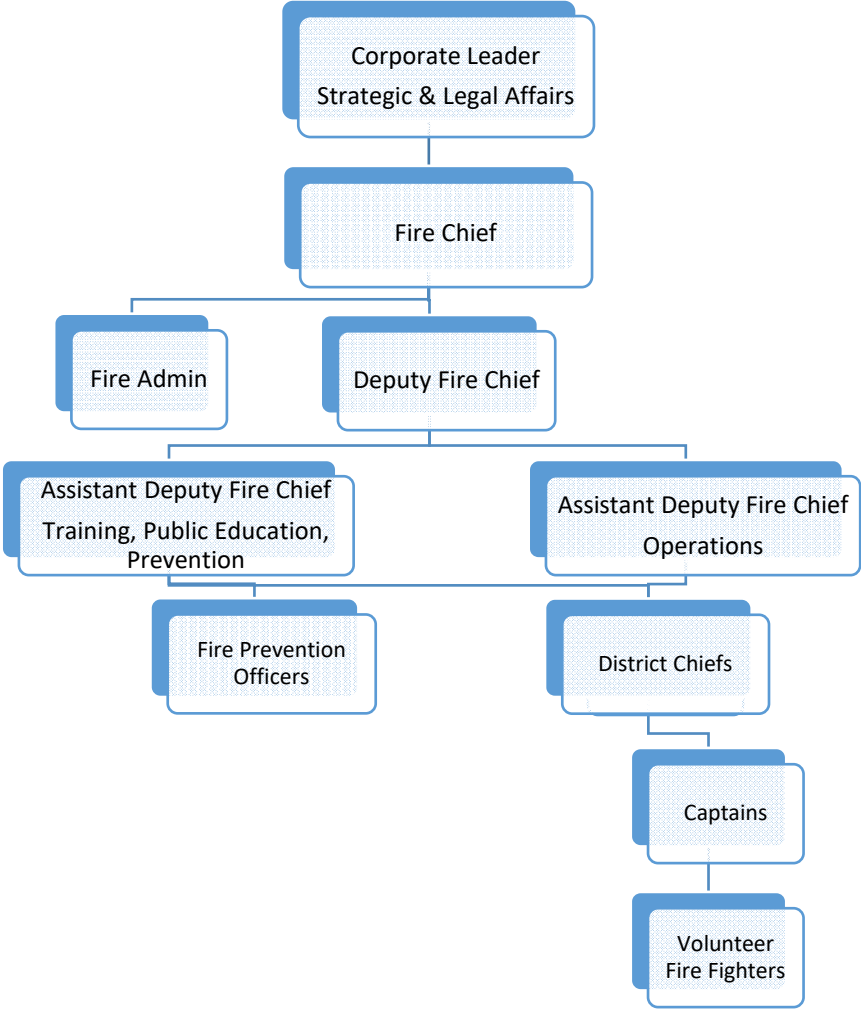 Corporate Leader
Strategic & Legal Affairs
Fire Chief
Fire Admin
Deputy Fire Chief
Assistant Deputy Fire Chief
Training, Public Education,
Prevention
Assistant Deputy Fire Chief
Operations
Fire Prevention
Officers
District Chiefs
Captains
Volunteer
Fire Fighters